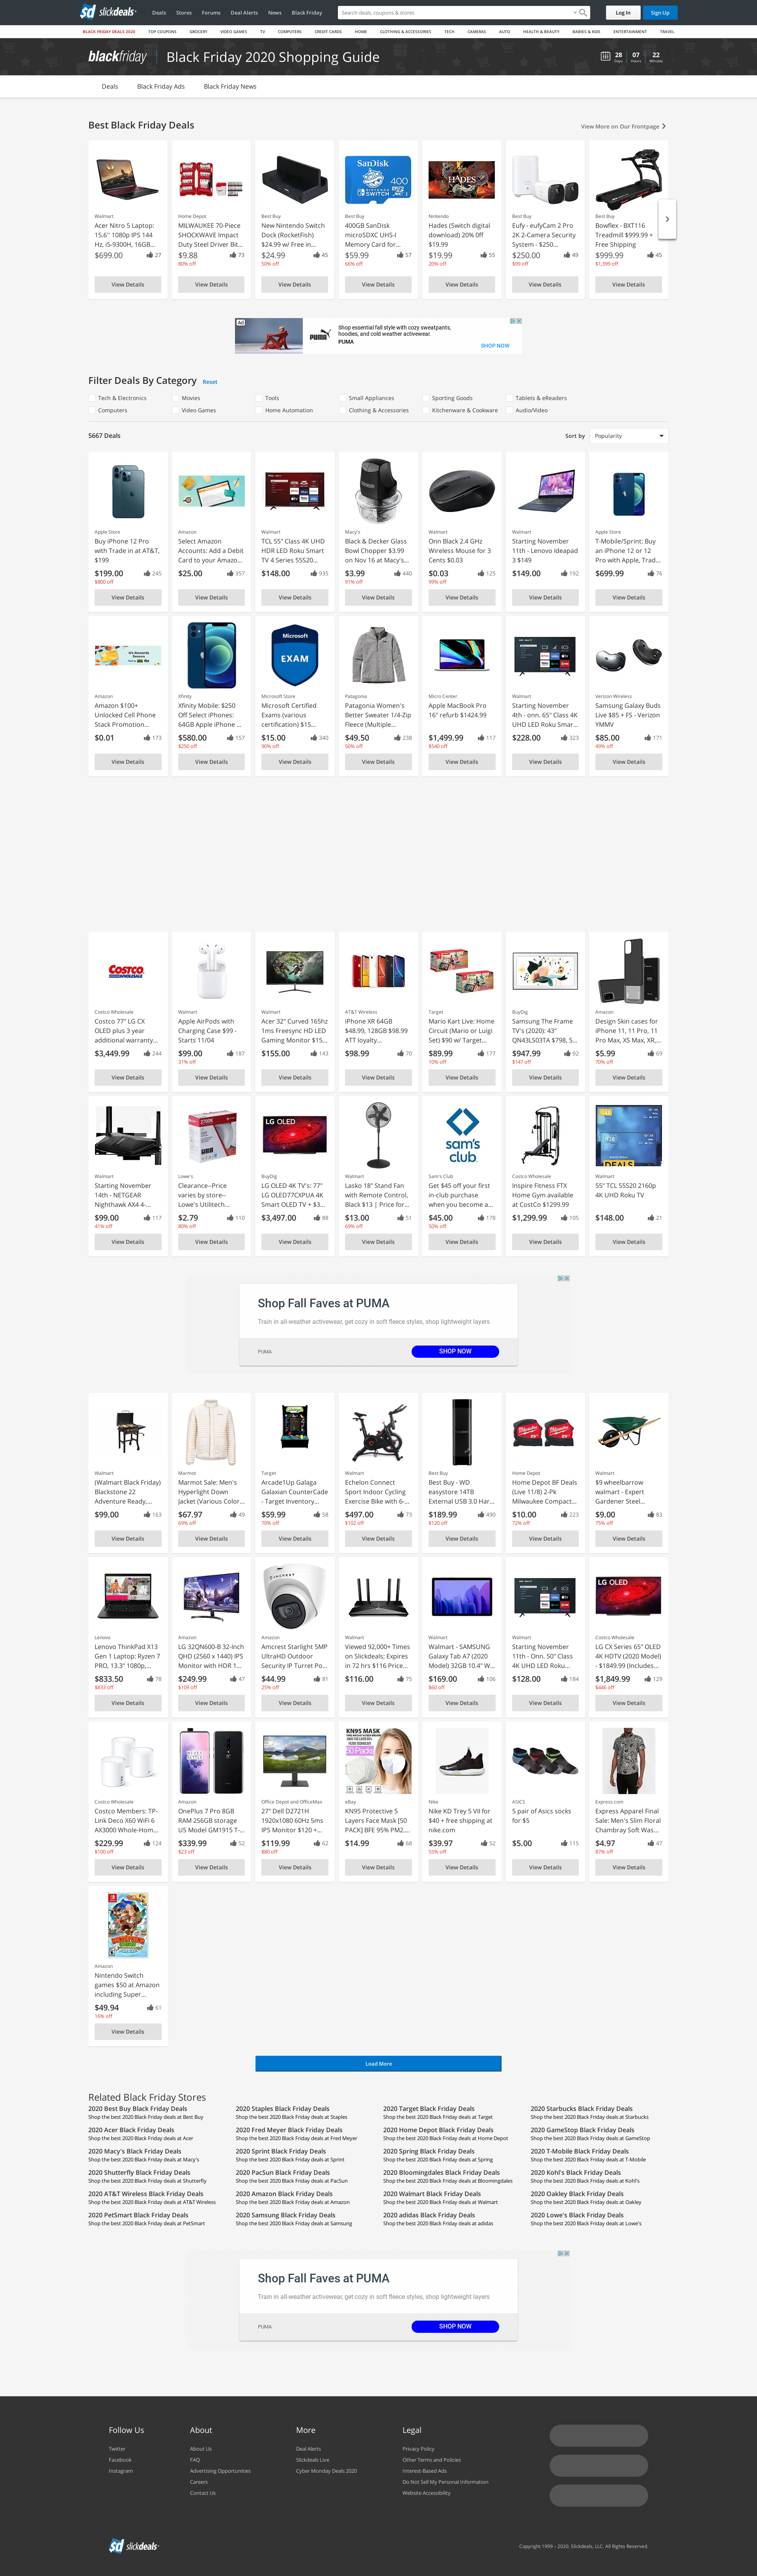 sd slickdeals
Deals Stores Forums Deal Alerts News Black Friday
Search deals, coupons & stores
Log In Sign Up
BLACK FRIDAY DEALS 2020 TOP COUPONS GROCERY VIDEO GAMES TV COMPUTERS CREDIT CARDS HOME CLOTHING & ACCESSORIES TECH CAMERAS AUTO HEALTH & BEAUTY BABIES & KIDS ENTERTAINMENT TRAVEL
blackfriday Black Friday 2020 Shopping Guide
28 Days 07 Hours 22 Minutes
Deals Black Friday Ads Black Friday News
Best Black Friday Deals
View More on Our Frontpage
Walmart
Acer Nitro 5 Laptop:
15.6" 1080p IPS 144
Hz, i5-9300H, 16GB...
$699.00 27
View Details
Home Depot
MILWAUKEE 70-Piece
SHOCKWAVE Impact
Duty Steel Driver Bit...
$9.88 73
80% off
View Details
Best Buy
New Nintendo Switch
Dock (RocketFish)
$24.99 w/ Free in...
$24.99 45
50% off
View Details
Best Buy
400GB SanDisk
microSDXC UHS-I
Memory Card for...
$59.99 57
66% off
View Details
Nintendo
Hades (Switch digital
download) 20% 0ff
$19.99
$19.99 55
20% off
View Details
Best Buy
Eufy - eufyCam 2 Pro
2K 2-Camera Security
System - $250...
$250.00 49
$99 off
View Details
Best Buy
Bowflex - BXT116
Treadmill $999.99 +
Free Shipping
$999.99 45
$1,399 off
View Details
Ad
PUMA
Shop essential fall style with cozy sweatpants,
hoodies, and cold weather activewear.
PUMA
SHOP NOW
Filter Deals By Category Reset
Tech & Electronics Movies Tools Small Appliances Sporting Goods Tablets & eReaders
Computers Video Games Home Automation Clothing & Accessories Kitchenware & Cookware Audio/Video
5667 Deals
Sort by Popularity
Apple Store
Buy iPhone 12 Pro
with Trade in at AT&T,
$199
$199.00 245
$800 off
View Details
Amazon
Select Amazon
Accounts: Add a Debit
Card to your Amazo...
$25.00 357
View Details
Walmart
TCL 55" Class 4K UHD
HDR LED Roku Smart
TV 4 Series 55S20...
$148.00 935
View Details
Macy's
Black & Decker Glass
Bowl Chopper $3.99
on Nov 16 at Macy's...
$3.99 440
91% off
View Details
Walmart
Onn Black 2.4 GHz
Wireless Mouse for 3
Cents $0.03
$0.03 125
99% off
View Details
Walmart
Starting November
11th - Lenovo Ideapad
3 $149
$149.00 192
View Details
Apple Store
T-Mobile/Sprint: Buy
an iPhone 12 or 12
Pro with Apple, Trad...
$699.99 76
View Details
Amazon
Amazon $100+
Unlocked Cell Phone
Stack Promotion...
$0.01 173
View Details
Xfinity
Xfinity Mobile: $250
Off Select iPhones:
64GB Apple iPhone ...
$580.00 157
$250 off
View Details
Microsoft
EXAM
Microsoft Store
Microsoft Certified
Exams (various
certification) $15...
$15.00 340
90% off
View Details
Patagonia
Patagonia Women's
Better Sweater 1/4-Zip
Fleece (Multiple...
$49.50 238
50% off
View Details
Micro Center
Apple MacBook Pro
16" refurb $1424.99
$1,499.99 117
$540 off
View Details
Walmart
Starting November
4th - onn. 65" Class 4K
UHD LED Roku Smar...
$228.00 323
View Details
Verizon Wireless
Samsung Galaxy Buds
Live $85 + FS - Verizon
YMMV
$85.00 171
49% off
View Details
COSTCO
WHOLESALE
Costco Wholesale
Costco 77" LG CX
OLED plus 3 year
additional warranty...
$3,449.99 244
View Details
Walmart
Apple AirPods with
Charging Case $99 -
Starts 11/04
$99.00 187
31% off
View Details
Walmart
Acer 32" Curved 165hz
1ms Freesync HD LED
Gaming Monitor $15...
$155.00 143
View Details
AT&T Wireless
iPhone XR 64GB
$48.99, 128GB $98.99
ATT loyalty...
$98.99 70
View Details
Target
Mario Kart Live: Home
Circuit (Mario or Luigi
Set) $90 w/ Target...
$89.99 177
10% off
View Details
BuyDig
Samsung The Frame
TV's (2020): 43"
QN43LS03TA $798, 5...
$947.99 92
$147 off
View Details
Amazon
Design Skin cases for
iPhone 11, 11 Pro, 11
Pro Max, XS Max, XR,...
$5.99 69
70% off
View Details
Walmart
Starting November
14th - NETGEAR
Nighthawk AX4 4-...
$99.00 117
41% off
View Details
Lowe's
Clearance--Price
varies by store--
Lowe's Utilitech...
$2.79 110
80% off
View Details
LG OLED
BuyDig
LG OLED 4K TV's: 77"
LG OLED77CXPUA 4K
Smart OLED TV + $3...
$3,497.00 88
View Details
Walmart
Lasko 18" Stand Fan
with Remote Control,
Black $13 | Price for...
$13.00 51
69% off
View Details
sam's club
Sam's Club
Get $45 off your first
in-club purchase
when you become a...
$45.00 178
50% off
View Details
Costco Wholesale
Inspire Fitness FTX
Home Gym available
at CostCo $1299.99
$1,299.99 105
View Details
DEALS
Walmart
55" TCL 55S20 2160p
4K UHD Roku TV
$148.00 21
View Details
Shop Fall Faves at PUMA
Train in all-weather activewear, get cozy in soft fleece styles, shop lightweight layers
PUMA SHOP NOW
Walmart
(Walmart Black Friday)
Blackstone 22
Adventure Ready,...
$99.00 163
View Details
Marmot
Marmot Sale: Men's
Hyperlight Down
Jacket (Various Color...
$67.97 49
69% off
View Details
Target
Arcade1Up Galaga
Galaxian CounterCade
- Target Inventory...
$59.99 58
70% off
View Details
Walmart
Echelon Connect
Sport Indoor Cycling
Exercise Bike with 6-...
$497.00 73
$102 off
View Details
Best Buy
Best Buy - WD
easystore 14TB
External USB 3.0 Har...
$189.99 490
$120 off
View Details
Home Depot
Home Depot BF Deals
(Live 11/8) 2-Pk
Milwaukee Compact...
$10.00 223
72% off
View Details
Walmart
$9 wheelbarrow
walmart - Expert
Gardener Steel...
$9.00 83
75% off
View Details
Lenovo
Lenovo ThinkPad X13
Gen 1 Laptop: Ryzen 7
PRO, 13.3" 1080p,...
$833.50 78
$833 off
View Details
Amazon
LG 32QN600-B 32-Inch
QHD (2560 x 1440) IPS
Monitor with HDR 1...
$249.99 47
$109 off
View Details
Amazon
Amcrest Starlight 5MP
UltraHD Outdoor
Security IP Turret Po...
$44.99 81
25% off
View Details
Walmart
Viewed 92,000+ Times
on Slickdeals; Expires
in 72 hrs $116 Price...
$116.00 75
View Details
Walmart
Walmart - SAMSUNG
Galaxy Tab A7 (2020
Model) 32GB 10.4" W...
$169.00 106
$60 off
View Details
Walmart
Starting November
11th - Onn. 50" Class
4K UHD LED Roku...
$128.00 184
View Details
LG OLED
Costco Wholesale
LG CX Series 65" OLED
4K HDTV (2020 Model)
- $1849.99 (Includes...
$1,849.99 129
$446 off
View Details
Costco Wholesale
Costco Members: TP-
Link Deco X60 WiFi 6
AX3000 Whole-Hom...
$229.99 124
$100 off
View Details
Amazon
OnePlus 7 Pro 8GB
RAM 256GB storage
US Model GM1915 T-...
$339.99 52
$23 off
View Details
Office Depot and OfficeMax
27" Dell D2721H
1920x1080 60Hz 5ms
IPS Monitor $120 +...
$119.99 62
$80 off
View Details
KN95 MASK
eBay
KN95 Protective 5
Layers Face Mask [50
PACK] BFE 95% PM2....
$14.99 68
View Details
Nike
Nike KD Trey 5 VII for
$40 + free shipping at
nike.com
$39.97 52
55% off
View Details
ASICS
5 pair of Asics socks
for $5
$5.00 115
View Details
Express.com
Express Apparel Final
Sale: Men's Slim Floral
Chambray Soft Was...
$4.97 47
87% off
View Details
Amazon
Nintendo Switch
games $50 at Amazon
including Super...
$49.94 61
16% off
View Details
Load More
Related Black Friday Stores
2020 Best Buy Black Friday Deals 2020 Staples Black Friday Deals 2020 Target Black Friday Deals 2020 Starbucks Black Friday Deals
Shop the best 2020 Black Friday deals at Best Buy Shop the best 2020 Black Friday deals at Staples Shop the best 2020 Black Friday deals at Target Shop the best 2020 Black Friday deals at Starbucks
2020 Acer Black Friday Deals 2020 Fred Meyer Black Friday Deals 2020 Home Depot Black Friday Deals 2020 GameStop Black Friday Deals
Shop the best 2020 Black Friday deals at Acer Shop the best 2020 Black Friday deals at Fred Meyer Shop the best 2020 Black Friday deals at Home Depot Shop the best 2020 Black Friday deals at GameStop
2020 Macy's Black Friday Deals 2020 Sprint Black Friday Deals 2020 Spring Black Friday Deals 2020 T-Mobile Black Friday Deals
Shop the best 2020 Black Friday deals at Macy's Shop the best 2020 Black Friday deals at Sprint Shop the best 2020 Black Friday deals at Spring Shop the best 2020 Black Friday deals at T-Mobile
2020 Shutterfly Black Friday Deals 2020 PacSun Black Friday Deals 2020 Bloomingdales Black Friday Deals 2020 Kohl's Black Friday Deals
Shop the best 2020 Black Friday deals at Shutterfly Shop the best 2020 Black Friday deals at PacSun Shop the best 2020 Black Friday deals at Bloomingdales Shop the best 2020 Black Friday deals at Kohl's
2020 AT&T Wireless Black Friday Deals 2020 Amazon Black Friday Deals 2020 Walmart Black Friday Deals 2020 Oakley Black Friday Deals
Shop the best 2020 Black Friday deals at AT&T Wireless Shop the best 2020 Black Friday deals at Amazon Shop the best 2020 Black Friday deals at Walmart Shop the best 2020 Black Friday deals at Oakley
2020 PetSmart Black Friday Deals 2020 Samsung Black Friday Deals 2020 adidas Black Friday Deals 2020 Lowe's Black Friday Deals
Shop the best 2020 Black Friday deals at PetSmart Shop the best 2020 Black Friday deals at Samsung Shop the best 2020 Black Friday deals at adidas Shop the best 2020 Black Friday deals at Lowe's
Shop Fall Faves at PUMA
Train in all-weather activewear, get cozy in soft fleece styles, shop lightweight layers
PUMA SHOP NOW
Follow Us About More Legal
Twitter About Us Deal Alerts Privacy Policy
Facebook FAQ Slickdeals Live Other Terms and Policies
Instagram Advertising Opportunities Cyber Monday Deals 2020 Interest-Based Ads
Careers Do Not Sell My Personal Information
Contact Us Website Accessibility
sd slickdeals
Copyright 1999 - 2020. Slickdeals, LLC. All Rights Reserved.